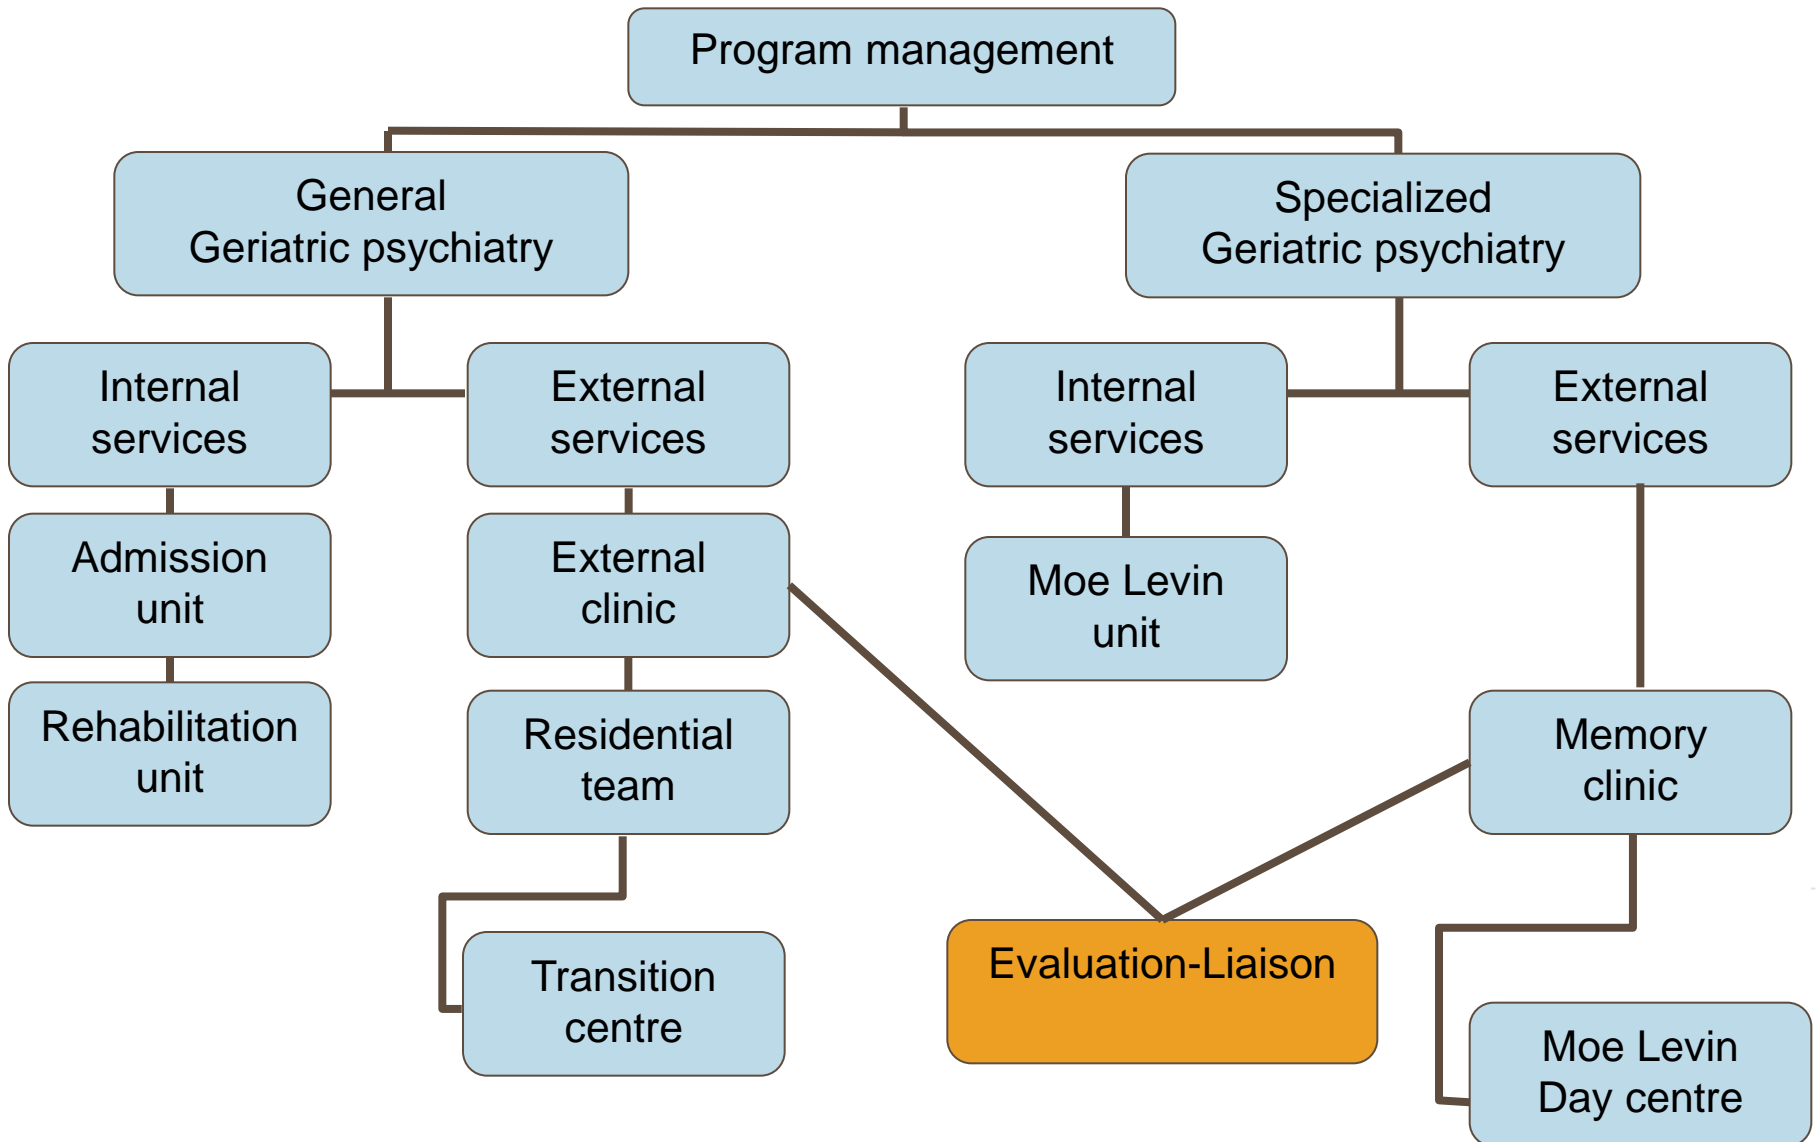 Program management
General
Geriatric psychiatry
Specialized
Geriatric psychiatry
Internal
services
External
services
Internal
services
External
services
Admission
unit
External
clinic
Moe Levin
unit
Rehabilitation
unit
Residential
team
Memory
clinic
Transition
centre
Evaluation-Liaison
Moe Levin
Day centre